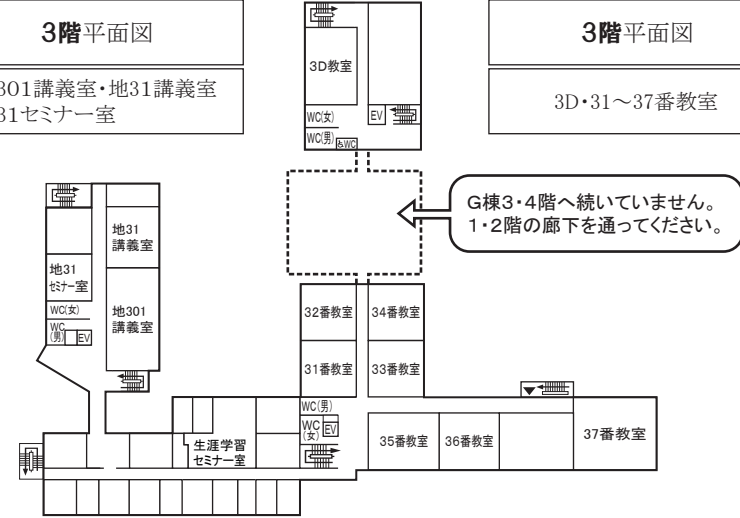 3階平面図
301講義室・地31講義室
31セミナー室
3階平面図
3D・31～37番教室
3D教室
WC(女)
WC(男)
WC
EV
G棟3・4階へ続いていません。
1・2階の廊下を通ってください。
地31
講義室
地31
セミナー室
地301
講義室
WC(女)
WC
(男)
EV
32番教室
34番教室
31番教室
33番教室
WC(男)
WC
(女)
EV
生涯学習
セミナー室
35番教室
36番教室
37番教室